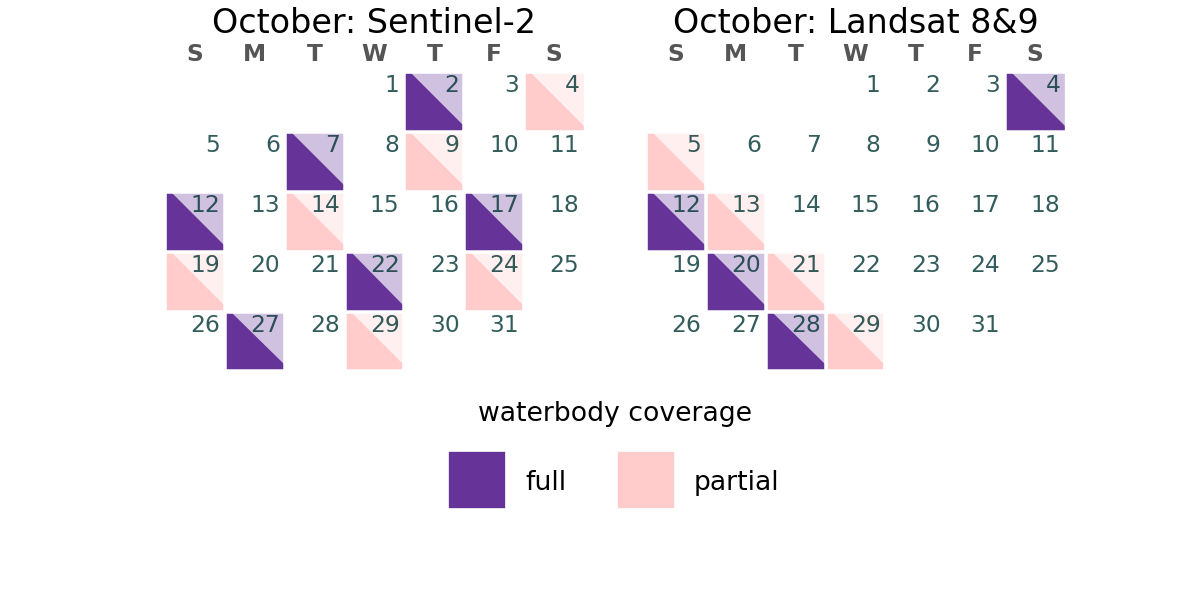 October: Sentinel-2
S M T W T F S
1 2 3 4
5 6 7 8 9 10 11
12 13 14 15 16 17 18
19 20 21 22 23 24 25
26 27 28 29 30 31
October: Landsat 8&9
S M T W T F S
1 2 3 4
5 6 7 8 9 10 11
12 13 14 15 16 17 18
19 20 21 22 23 24 25
26 27 28 29 30 31
waterbody coverage
full partial